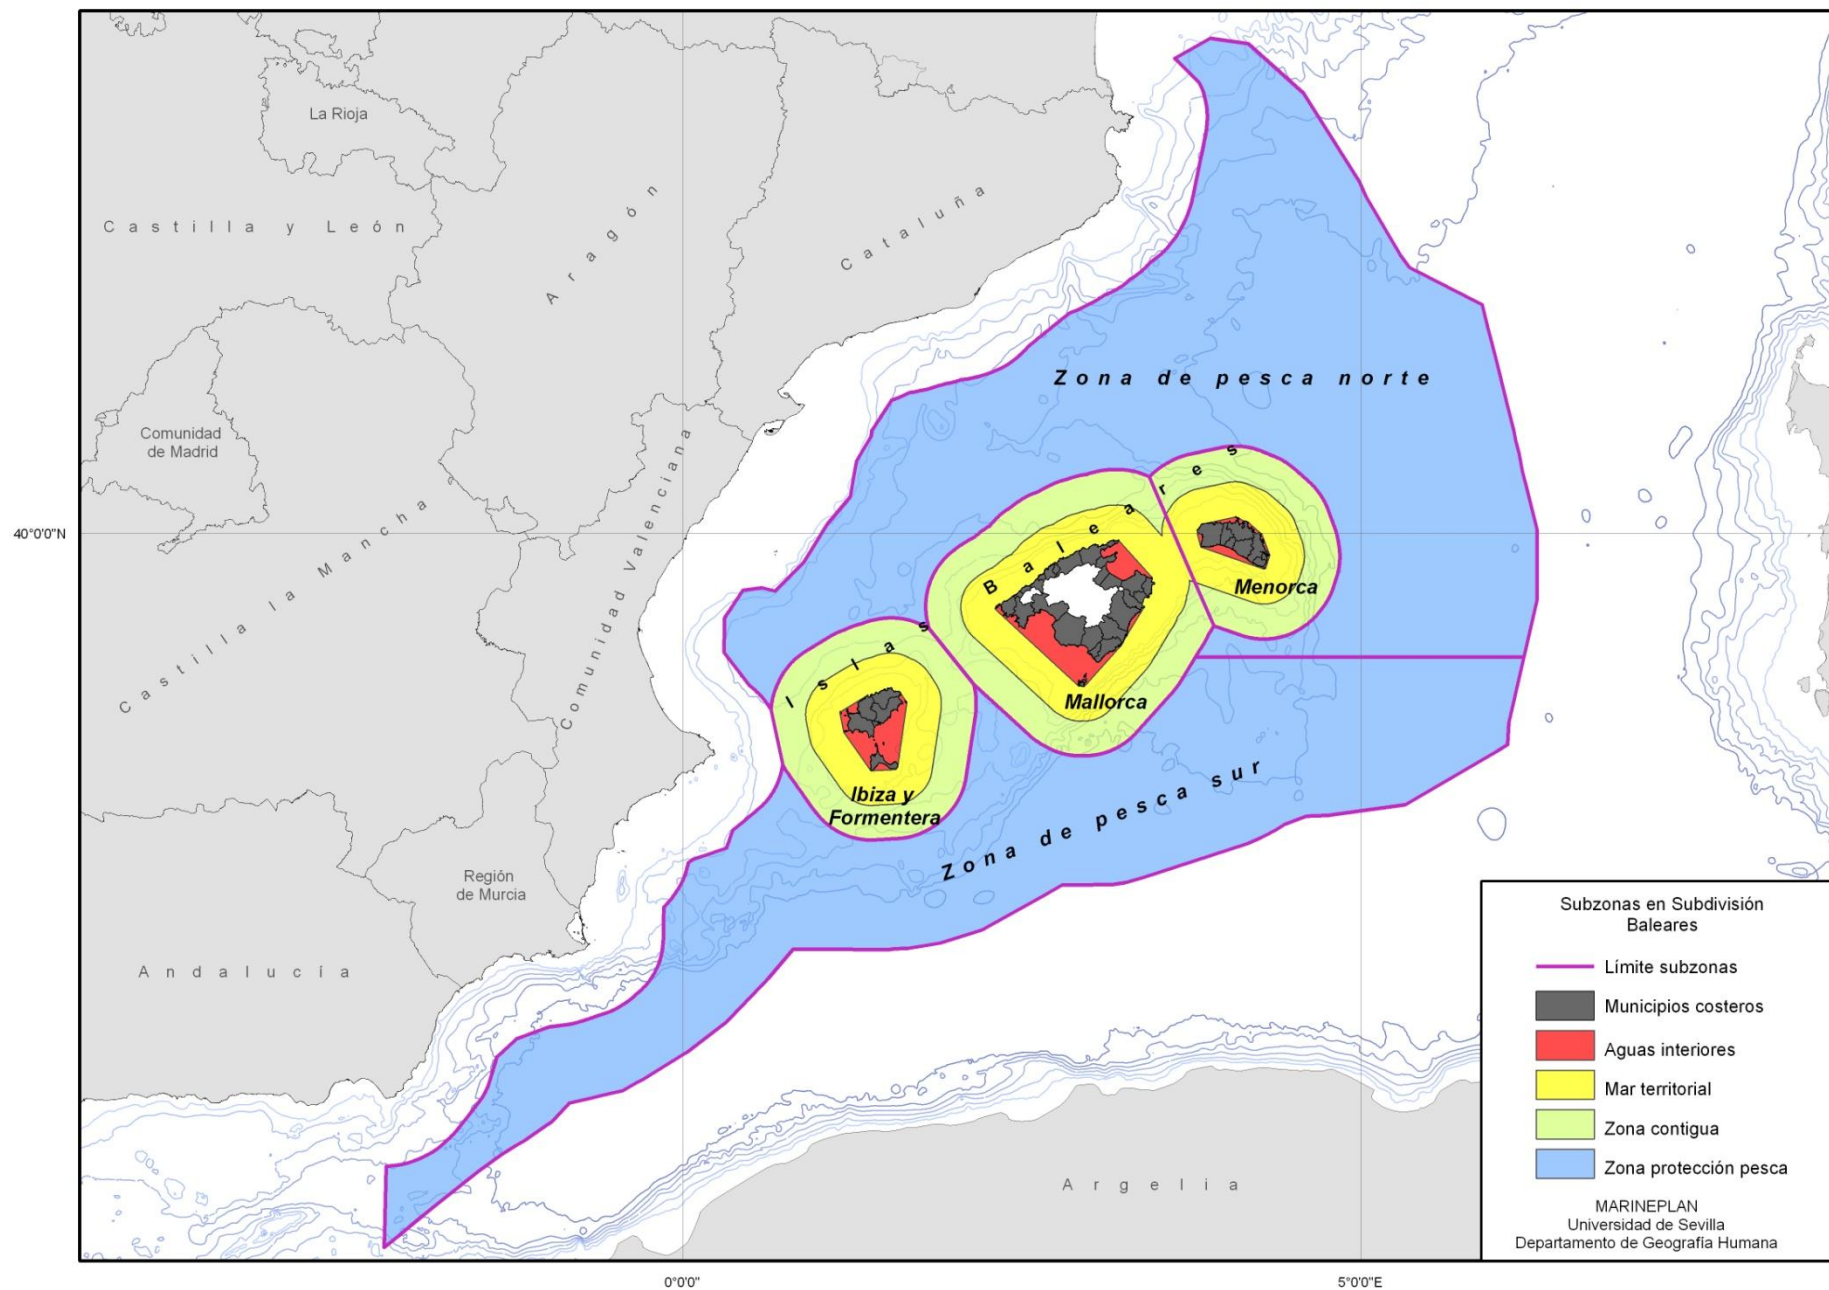 La Rioja
Castilla y León
Aragón
Cataluña
Zona de pesca norte
Comunidad
de Madrid
Castilla la Mancha
Comunidad Valenciana
40°0'0"N
Islas Baleares
Menorca
Mallorca
Ibiza y
Formentera
Zona de pesca sur
Región
de Murcia
Andalucía
Argelia
Subzonas en Subdivisión
Baleares
Límite subzonas
Municipios costeros
Aguas interiores
Mar territorial
Zona contigua
Zona protección pesca
MARINEPLAN
Universidad de Sevilla
Departamento de Geografía Humana
0°0'0"
5°0'0"E